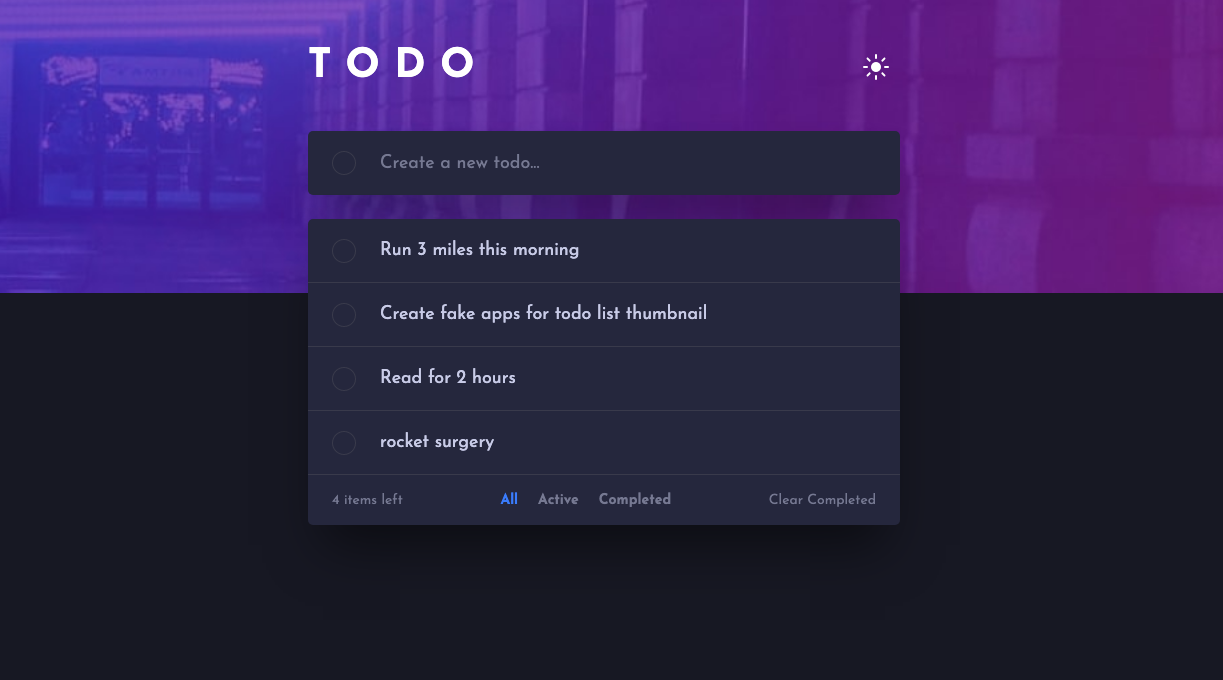 TODO
Create a new todo...
Run 3 miles this morning
Create fake apps for todo list thumbnail
Read for 2 hours
rocket surgery
4 items left All Active Completed Clear Completed